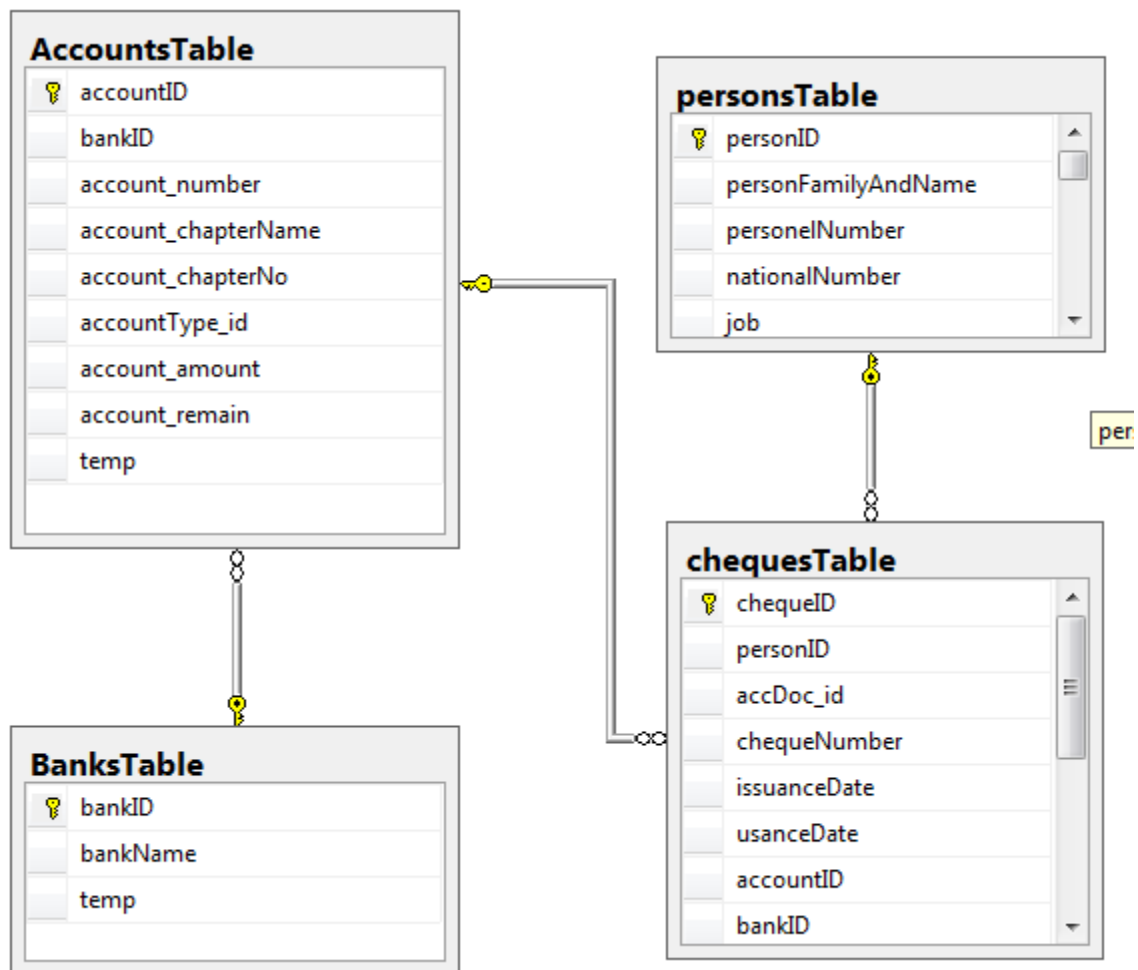 AccountsTable
accountID
bankID
account_number
account_chapterName
account_chapterNo
accountType_id
account_amount
account_remain
temp
personsTable
personID
personFamilyAndName
personelNumber
nationalNumber
job
per
chequesTable
chequeID
personID
accDoc_id
chequeNumber
issuanceDate
usanceDate
accountID
bankID
BanksTable
bankID
bankName
temp